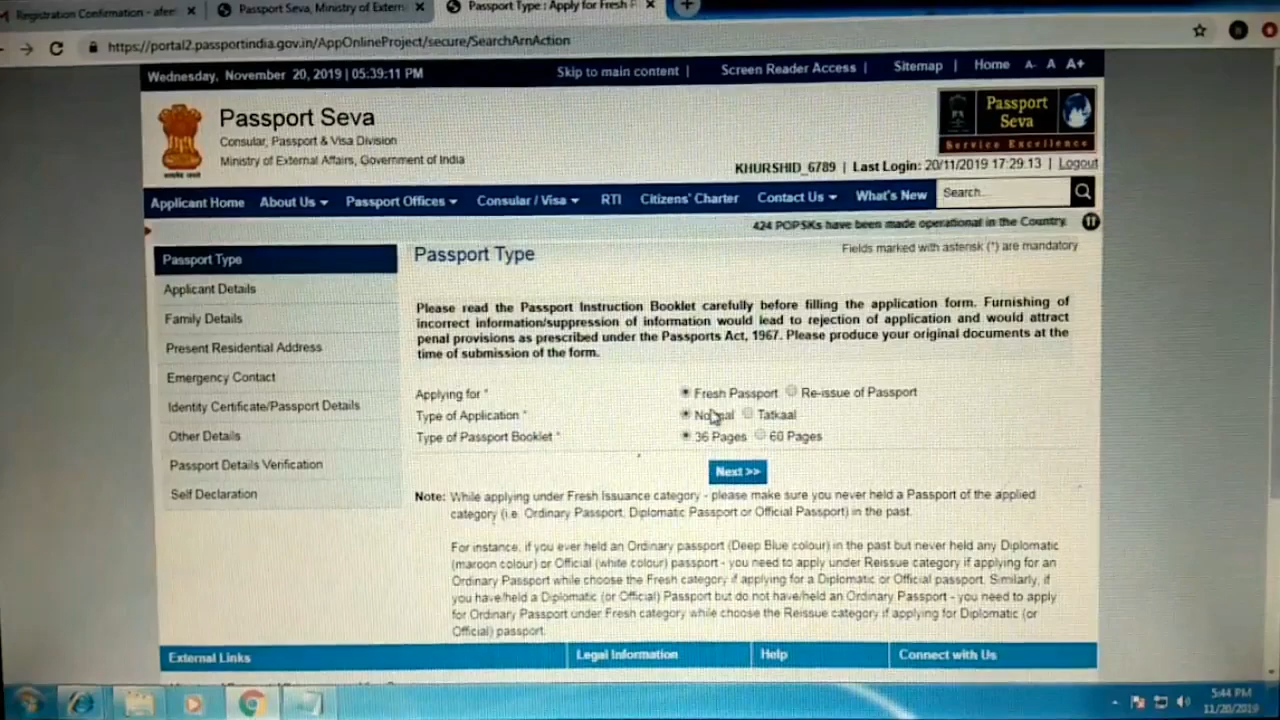 Registration Confirmation - afee
Passport Seva, Ministry of Extern
Passport Type : Apply for Fresh P
https://portal2.passportindia.gov.in/AppOnlineProject/secure/SearchArnAction
Wednesday, November 20, 2019 | 05:39:11 PM
Skip to main content |
Screen Reader Access |
Sitemap |
Home
A- A A+
Passport Seva
Consular, Passport & Visa Division
Ministry of External Affairs, Government of India
Passport
Seva
Service Excellence
KHURSHID_6789 | Last Login: 20/11/2019 17:29:13 | Logout
Applicant Home
About Us
Passport Offices
Consular / Visa
RTI
Citizens' Charter
Contact Us
What's New
Search...
424 POPSKs have been made operational in the Country.
Passport Type
Applicant Details
Family Details
Present Residential Address
Emergency Contact
Identity Certificate/Passport Details
Other Details
Passport Details Verification
Self Declaration
Passport Type
Fields marked with asterisk (*) are mandatory
Please read the Passport Instruction Booklet carefully before filling the application form. Furnishing of
incorrect information/suppression of information would lead to rejection of application and would attract
penal provisions as prescribed under the Passports Act, 1967. Please produce your original documents at the
time of submission of the form.
Applying for * Fresh Passport Re-issue of Passport
Type of Application * Normal Tatkaal
Type of Passport Booklet * 36 Pages 60 Pages
Next >>
Note: While applying under Fresh Issuance category - please make sure you never held a Passport of the applied
category (i.e. Ordinary Passport, Diplomatic Passport or Official Passport) in the past.
For instance, if you ever held an Ordinary passport (Deep Blue colour) in the past but never held any Diplomatic
(maroon colour) or Official (white colour) passport - you need to apply under Reissue category if applying for an
Ordinary Passport while choose the Fresh category if applying for a Diplomatic or Official passport. Similarly, if
you have/held a Diplomatic (or Official) Passport but do not have/held an Ordinary Passport - you need to apply
for Ordinary Passport under Fresh category while choose the Reissue category if applying for Diplomatic (or
Official) passport.
External Links
Legal Information
Help
Connect with Us
5:44 PM
11/20/2019